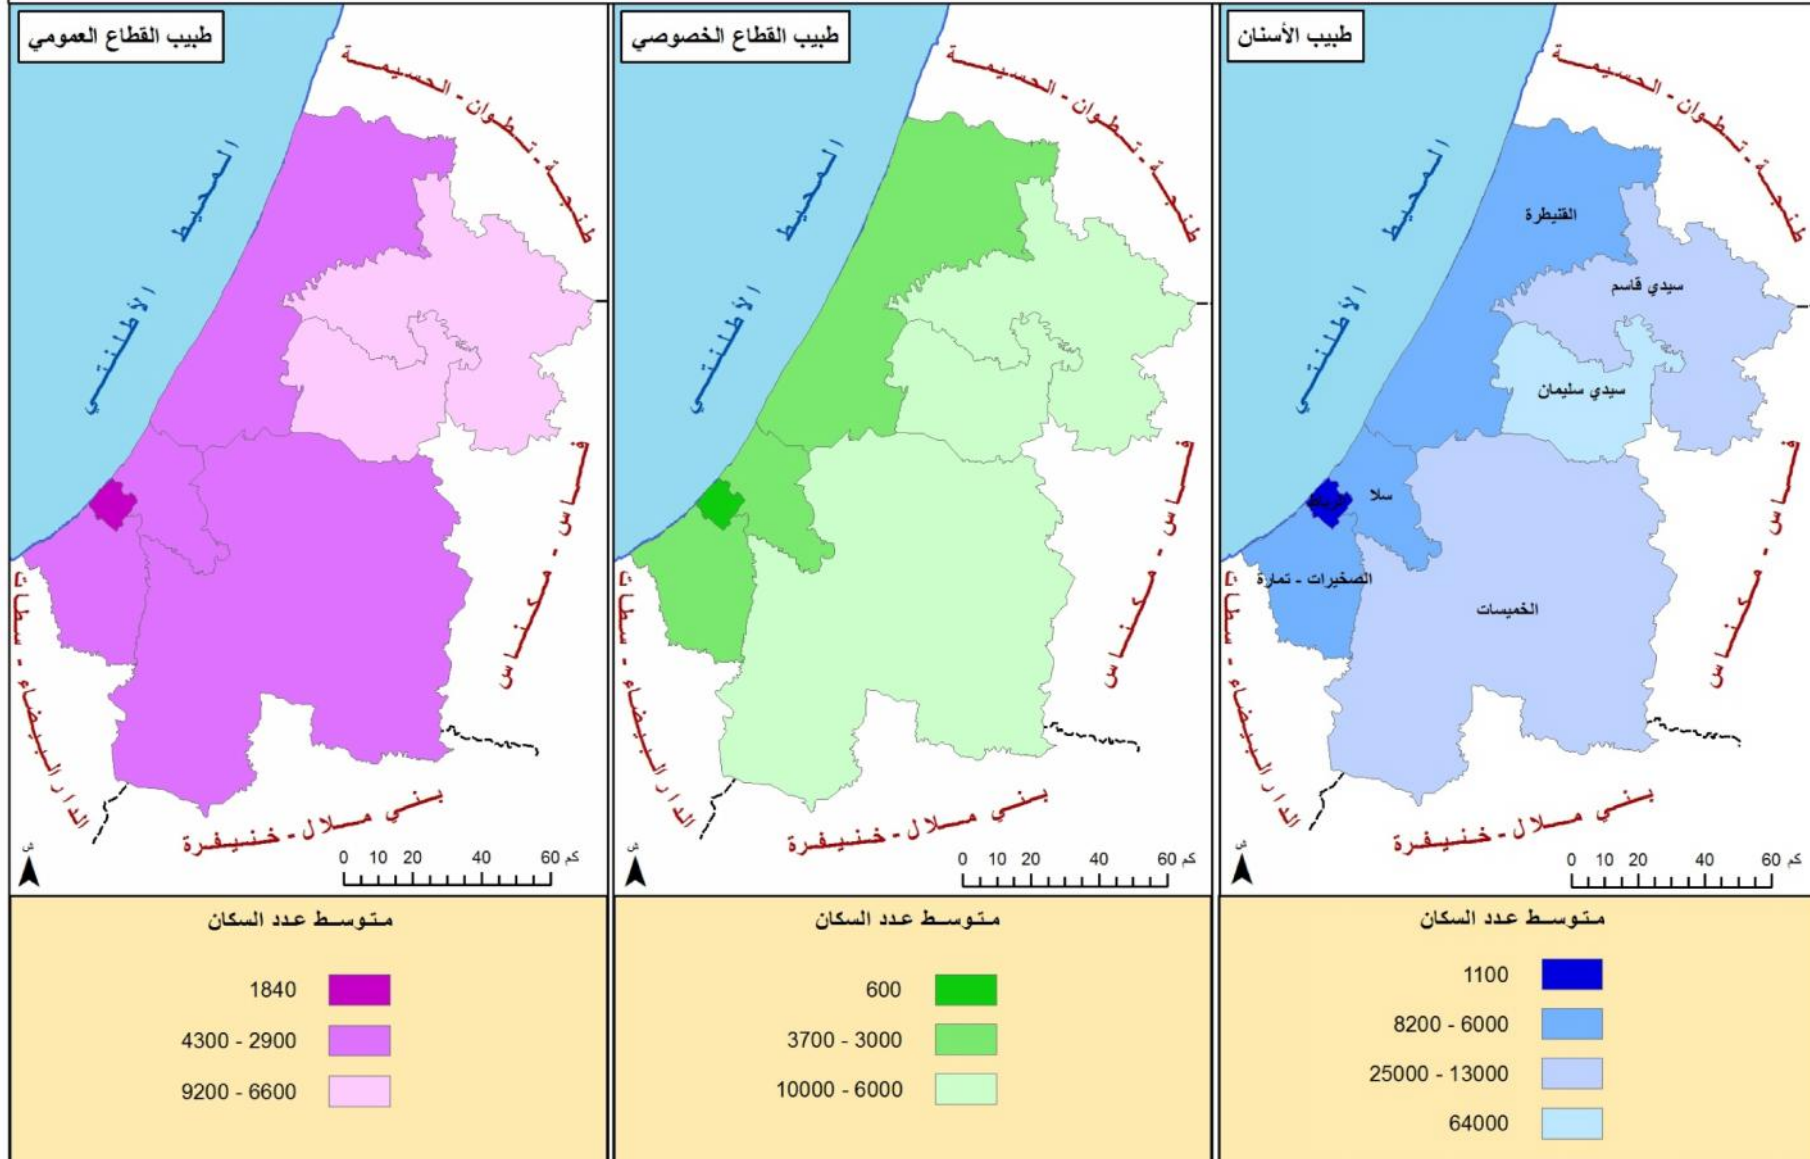 طبيب القطاع العمومي
طنجة - تطوان - الحسيمة
المحيط
الأطلنتي
فاس - مكناس
الدار البيضاء - سطات
بني ملال - خنيفرة
ش
0 10 20 40 60 كم
متوسط عدد السكان
1840
4300 - 2900
9200 - 6600
طبيب القطاع الخصوصي
طنجة - تطوان - الحسيمة
المحيط
الأطلنتي
فاس - مكناس
الدار البيضاء - سطات
بني ملال - خنيفرة
ش
0 10 20 40 60 كم
متوسط عدد السكان
600
3700 - 3000
10000 - 6000
طبيب الأسنان
طنجة - تطوان - الحسيمة
المحيط
الأطلنتي
القنيطرة
سيدي قاسم
سيدي سليمان
الرباط
سلا
الصخيرات - تمارة
الخميسات
فاس - مكناس
الدار البيضاء - سطات
بني ملال - خنيفرة
ش
0 10 20 40 60 كم
متوسط عدد السكان
1100
8200 - 6000
25000 - 13000
64000